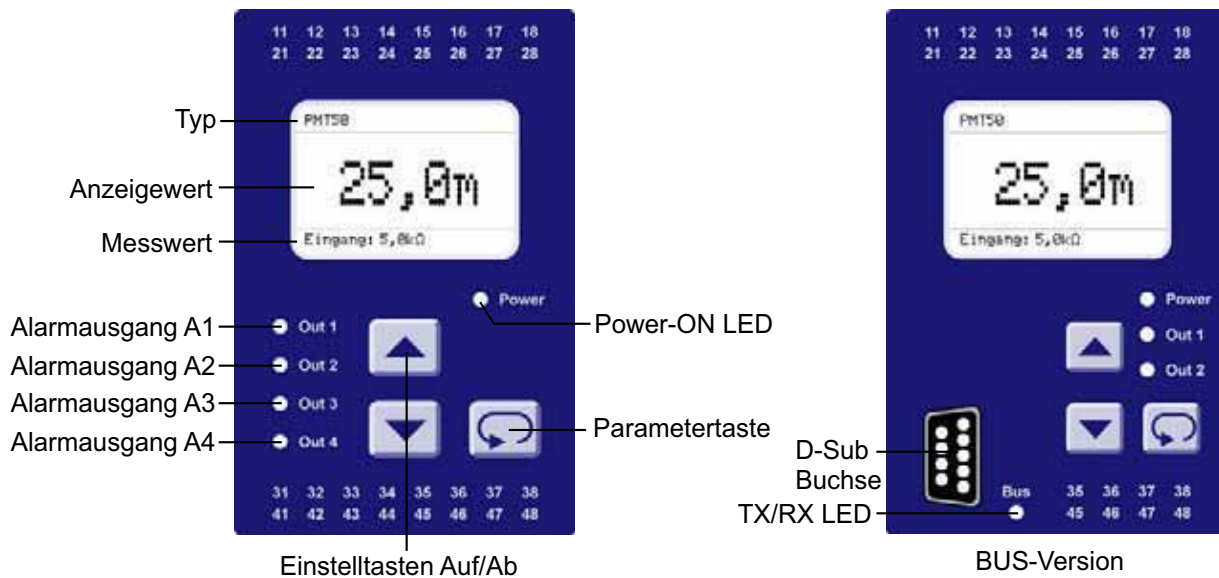 11 12 13 14 15 16 17 18
21 22 23 24 25 26 27 28
Typ
PMT50
Anzeigewert
25,0m
Messwert
Eingang: 5,0kΩ
Power
Power-ON LED
Alarmausgang A1
Out 1
Alarmausgang A2
Out 2
Alarmausgang A3
Out 3
Alarmausgang A4
Out 4
Parametertaste
31 32 33 34 35 36 37 38
41 42 43 44 45 46 47 48
Einstelltasten Auf/Ab
11 12 13 14 15 16 17 18
21 22 23 24 25 26 27 28
PMT50
25,0m
Eingang: 5,0kΩ
Power
Out 1
Out 2
D-Sub
Buchse
TX/RX LED
Bus
35 36 37 38
45 46 47 48
BUS-Version